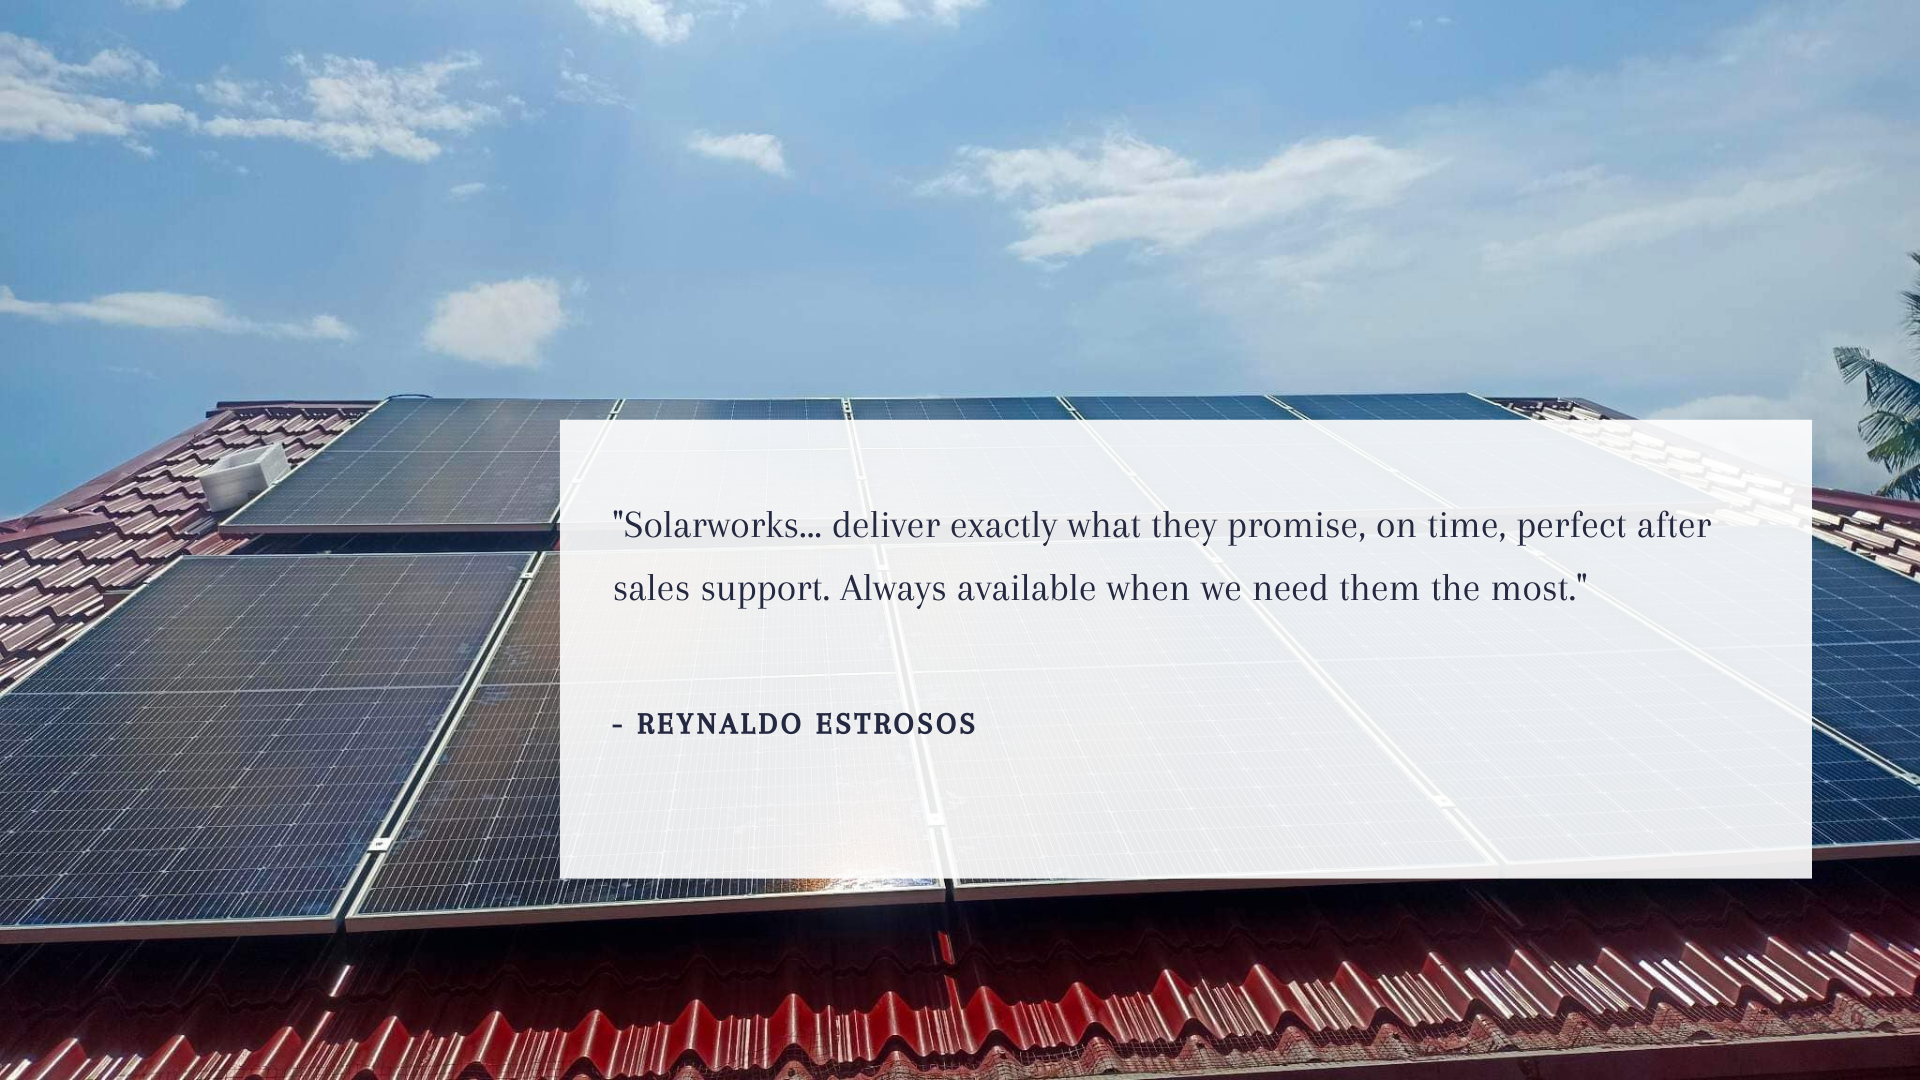 "Solarworks... deliver exactly what they promise, on time, perfect after
sales support. Always available when we need them the most."
- REYNALDO ESTROSOS